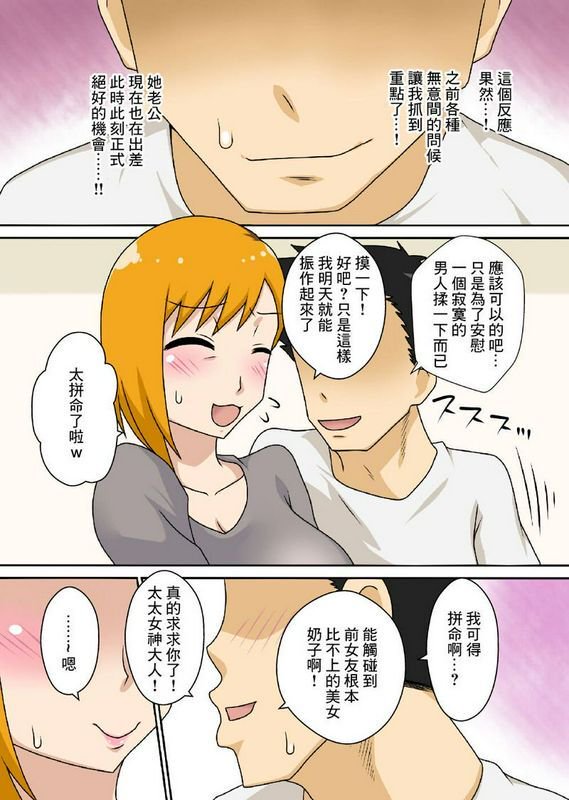 這個反應
果然…！
之前各種
無意間的問候
讓我抓到
重點了…！
她老公
現在也在出差
此時此刻正式
絕好的機會……!!
應該可以的吧…
只是為了安慰
一個寂寞的
男人揉一下而已
摸一下！
好吧？只是這樣
我明天就能
振作起來了
太拼命了啦
w
ススス…
我可得
拼命啊…？
能觸碰到
前女友根本
比不上的美女
奶子啊！
真的求求你了！
太太女神大人！
……~
嗯